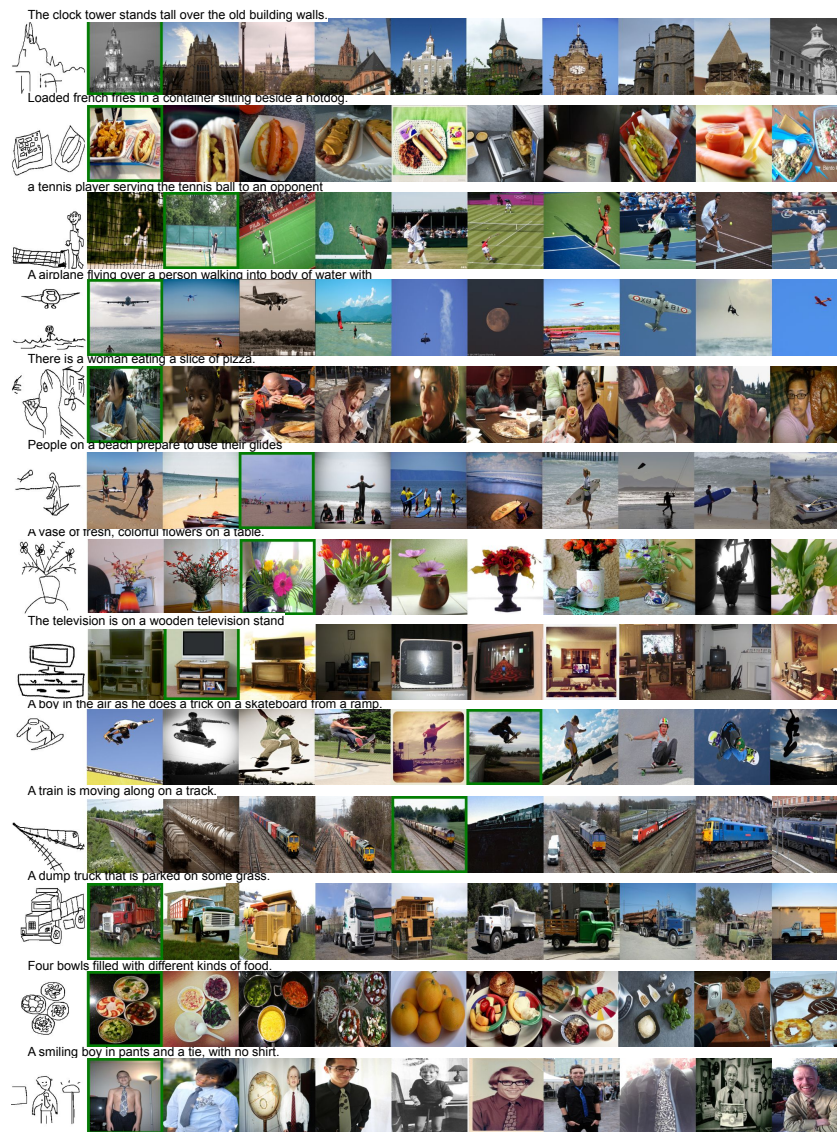 The clock tower stands tall over the old building walls.
Loaded french fries in a container sitting beside a hotdog.
a tennis player serving the tennis ball to an opponent
A airplane flying over a person walking into body of water with
There is a woman eating a slice of pizza.
People on a beach prepare to use their glides
A vase of fresh, colorful flowers on a table.
The television is on a wooden television stand
A boy in the air as he does a trick on a skateboard from a ramp.
A train is moving along on a track.
A dump truck that is parked on some grass.
Four bowls filled with different kinds of food.
A smiling boy in pants and a tie, with no shirt.